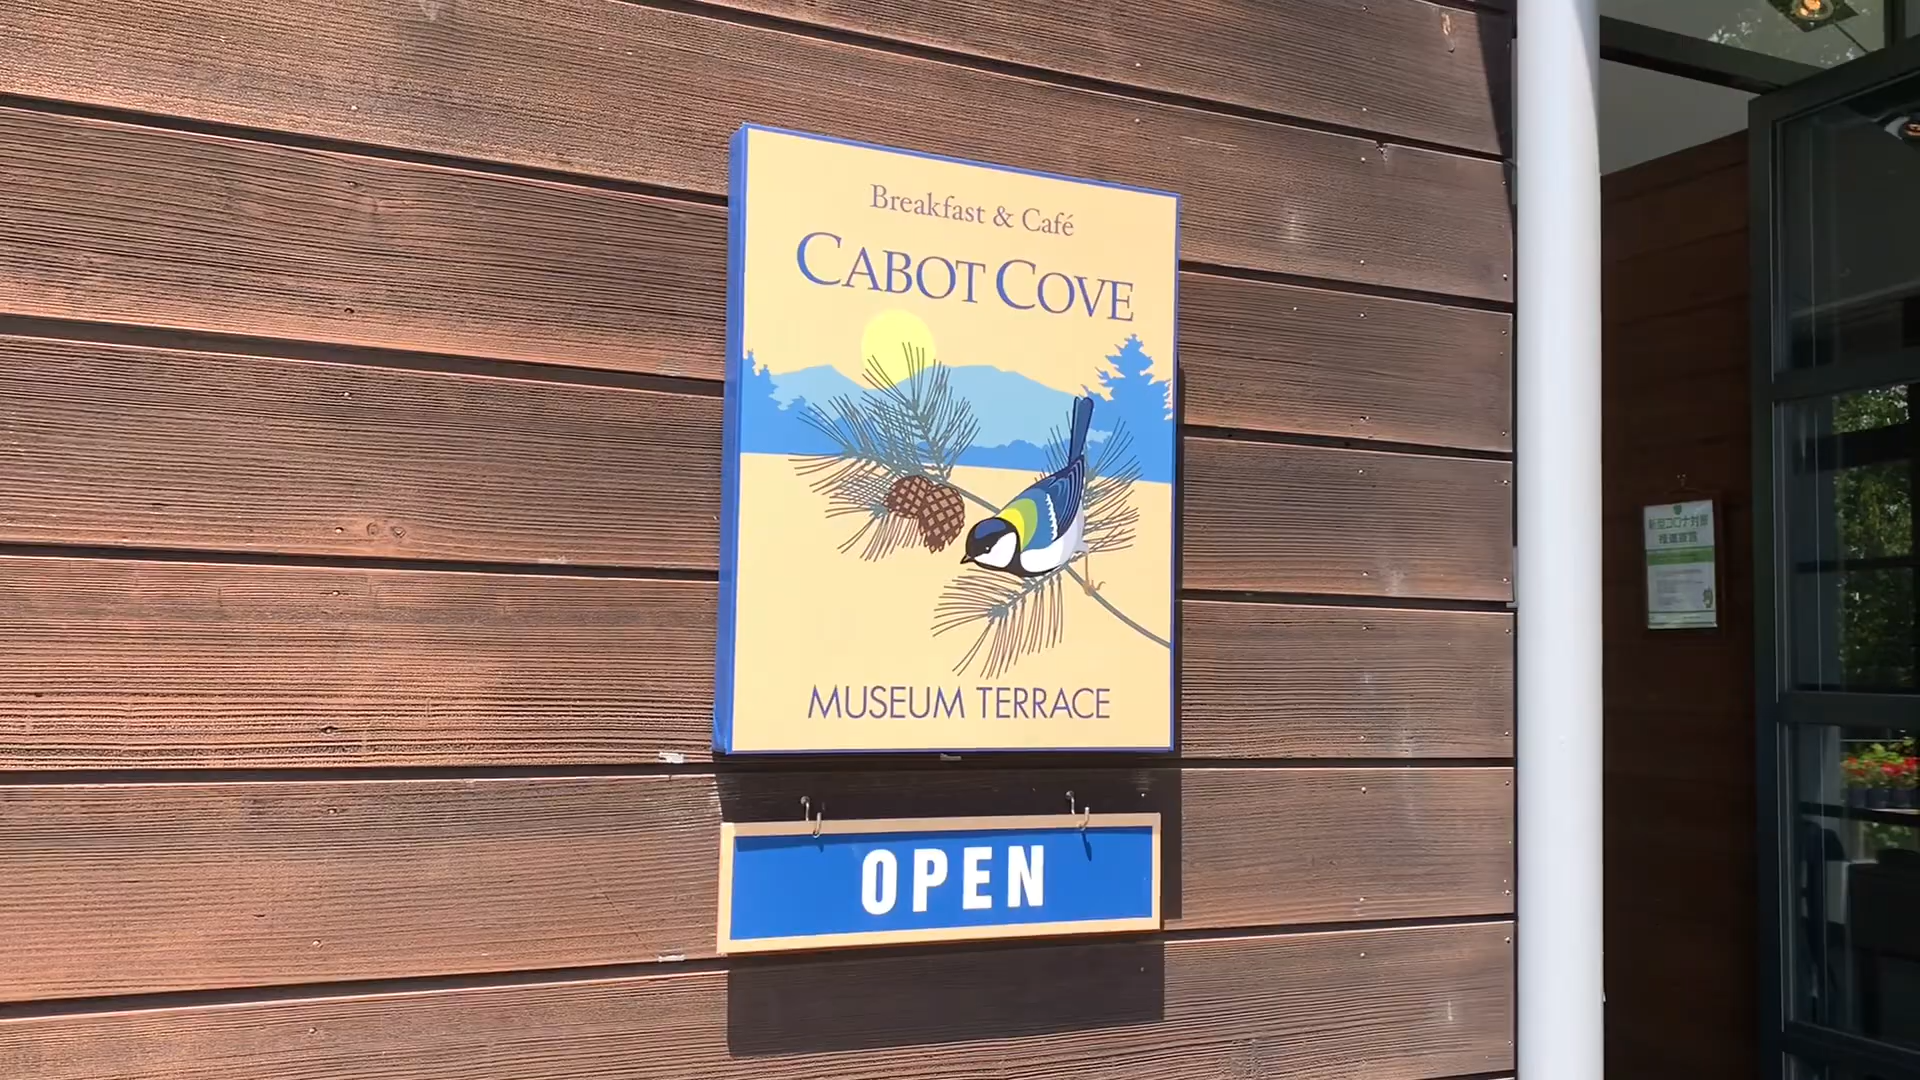 Breakfast & Café
CABOT COVE
MUSEUM TERRACE
OPEN
新型コロナ対策